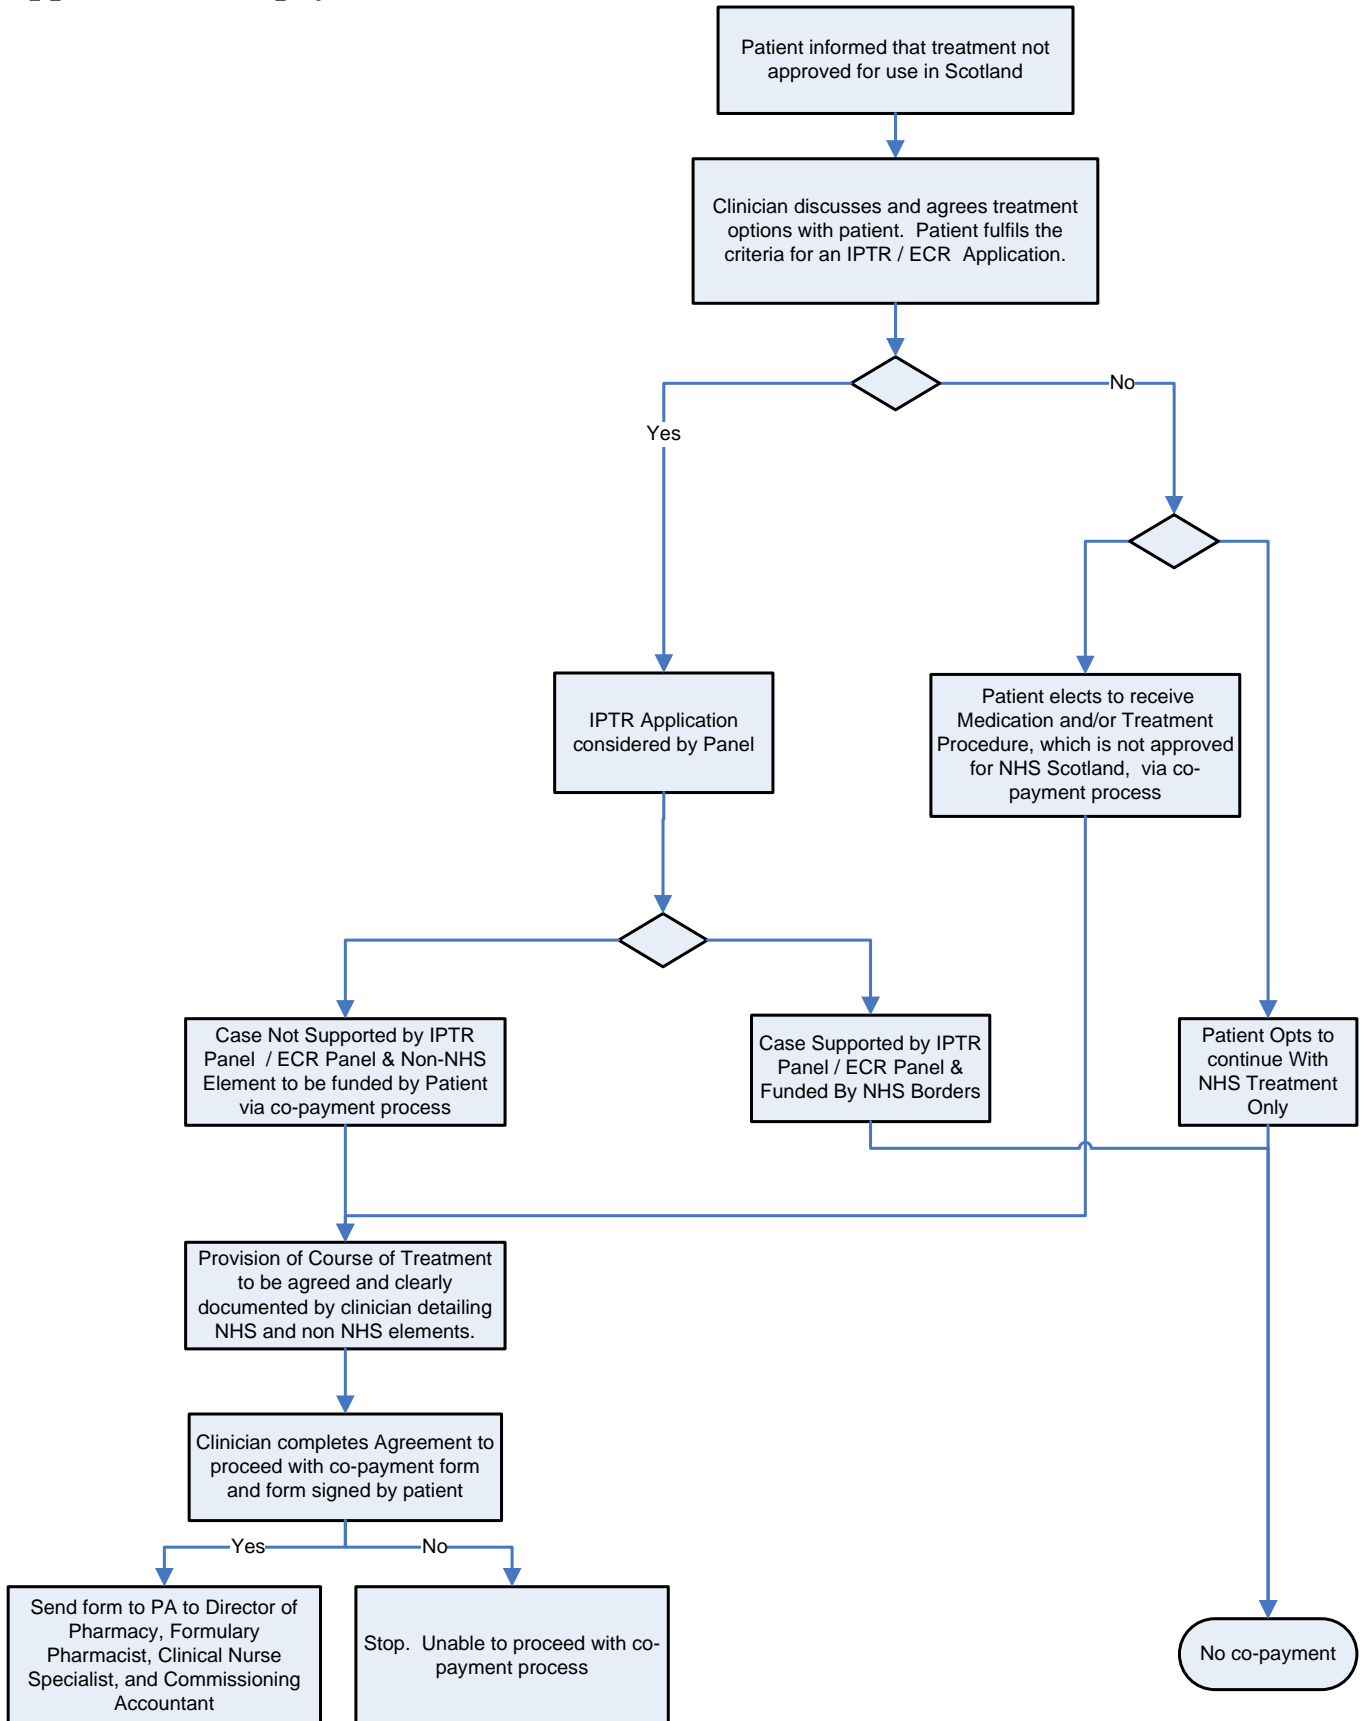 Patient informed that treatment not
approved for use in Scotland
Clinician discusses and agrees treatment
options with patient.  Patient fulfils the
criteria for an IPTR / ECR  Application.
No
Yes
IPTR Application
considered by Panel
Patient elects to receive
Medication and/or Treatment
Procedure, which is not approved
for NHS Scotland,  via co-
payment process
Case Not Supported by IPTR
Panel  / ECR Panel & Non-NHS
Element to be funded by Patient
via co-payment process
Case Supported by IPTR
Panel / ECR Panel &
Funded By NHS Borders
Patient Opts to
continue With
NHS Treatment
Only
Provision of Course of Treatment
to be agreed and clearly
documented by clinician detailing
NHS and non NHS elements.
Clinician completes Agreement to
proceed with co-payment form
and form signed by patient
Yes
No
Send form to PA to Director of
Pharmacy, Formulary
Pharmacist, Clinical Nurse
Specialist, and Commissioning
Accountant
Stop.  Unable to proceed with co-
payment process
No co-payment